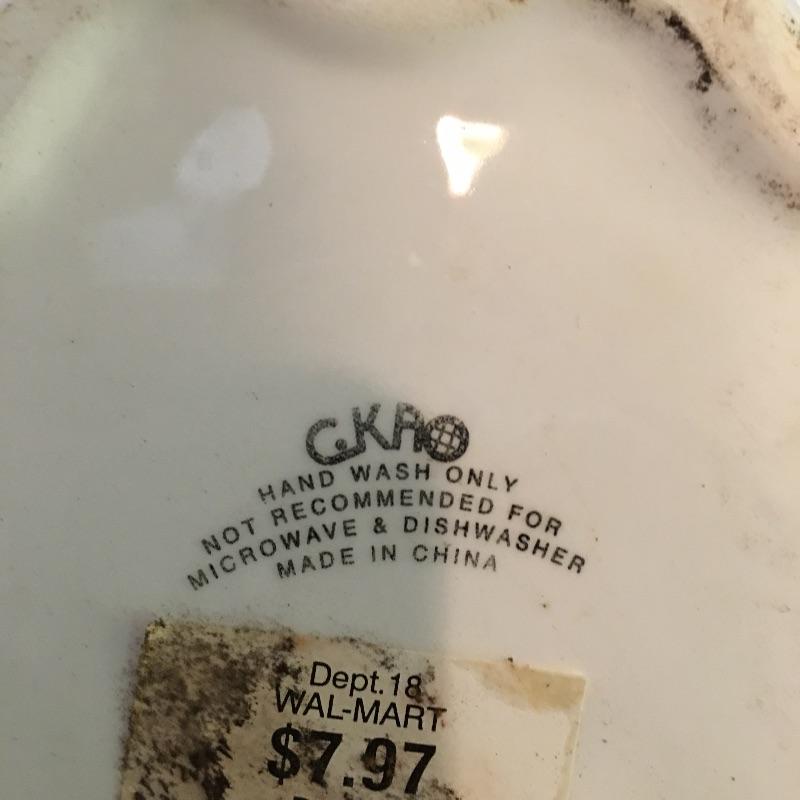 C.KAO
HAND WASH ONLY
NOT RECOMMENDED FOR
MICROWAVE & DISHWASHER
MADE IN CHINA
Dept.18
WAL-MART
$7.97